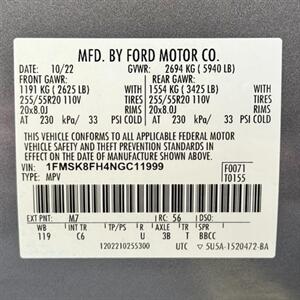 MFD. BY FORD MOTOR CO.
DATE: 10/22 GVWR: 2694 KG ( 5940 LB)
FRONT GAWR: REAR GAWR:
1191 KG ( 2625 LB) 1554 KG ( 3425 LB)
255/55R20 110V TIRES 255/55R20 110V
20x8.0J RIMS 20x8.0J
AT 230 kPa/ 33 PSI COLD AT 230 kPa/ 33 PSI COLD
THIS VEHICLE CONFORMS TO ALL APPLICABLE FEDERAL MOTOR
VEHICLE SAFETY AND BUMPER AND THEFT PREVENTION
STANDARDS IN EFFECT ON THE DATE OF MANUFACTURE SHOWN ABOVE.
VIN: 1FMSK8FH4NGC11999 F0071
TYPE: MPV T0155
EXT PNT: M7 RC: 56
WB INT TR TP/PS R AXLE TR SPR
119 C6 U 3B T BBCC
1202210255300 UTC 5U5A-1520472-BA